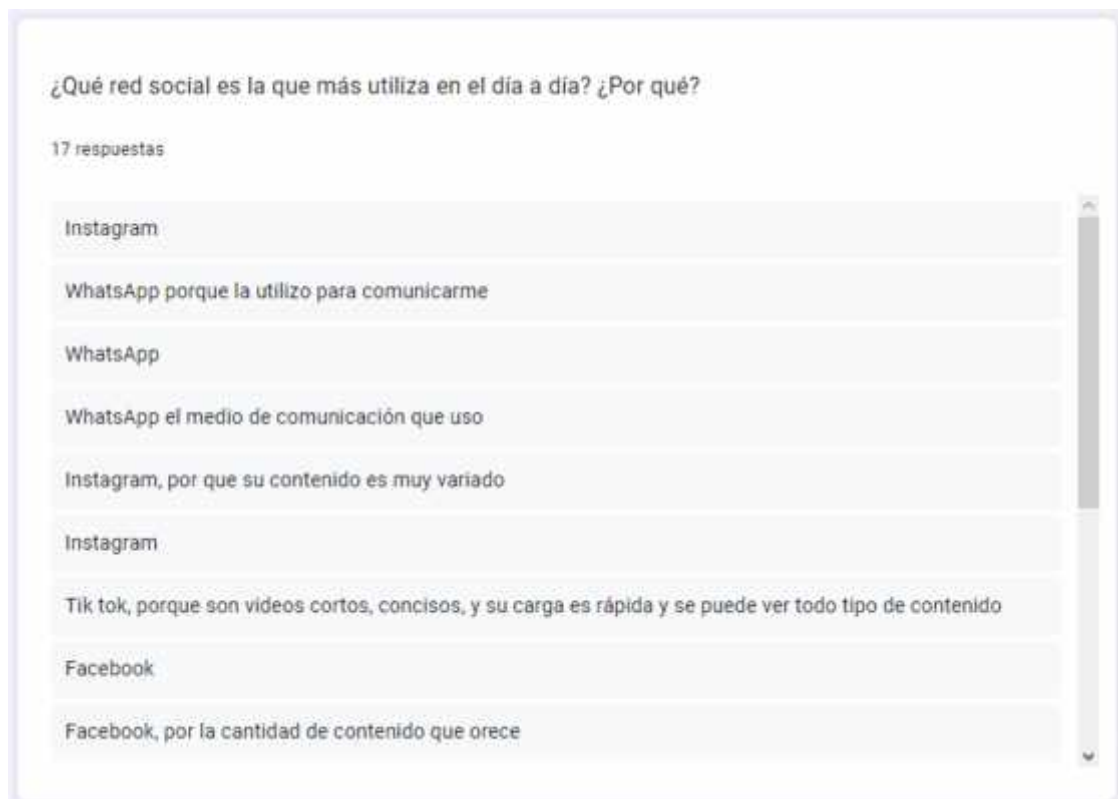 ¿Qué red social es la que más utiliza en el día a día? ¿Por qué?
17 respuestas
Instagram
WhatsApp porque la utilizo para comunicarme
WhatsApp
WhatsApp el medio de comunicación que uso
Instagram, por que su contenido es muy variado
Instagram
Tik tok, porque son videos cortos, concisos, y su carga es rápida y se puede ver todo tipo de contenido
Facebook
Facebook, por la cantidad de contenido que orece